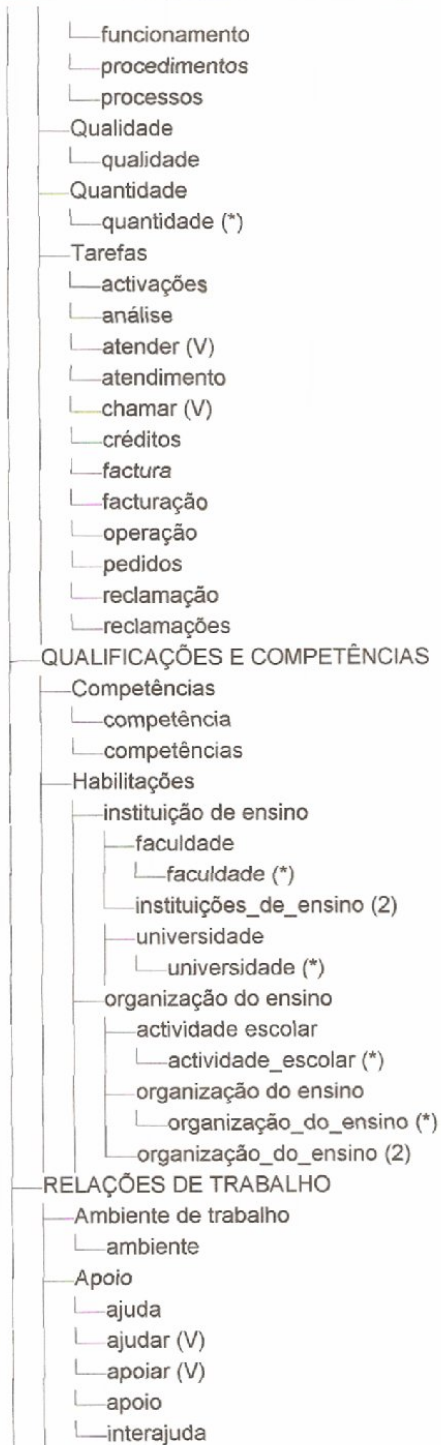 funcionamento
procedimentos
processos
Qualidade
qualidade
Quantidade
quantidade (*)
Tarefas
activações
análise
atender (V)
atendimento
chamar (V)
créditos
factura
facturação
operação
pedidos
reclamação
reclamações
QUALIFICAÇÕES E COMPETÊNCIAS
Competências
competência
competências
Habilitações
instituição de ensino
faculdade
faculdade (*)
instituições_de_ensino (2)
universidade
universidade (*)
organização do ensino
actividade escolar
actividade_escolar (*)
organização do ensino
organização_do_ensino (*)
organização_do_ensino (2)
RELAÇÕES DE TRABALHO
Ambiente de trabalho
ambiente
Apoio
ajuda
ajudar (V)
apoiar (V)
apoio
interajuda